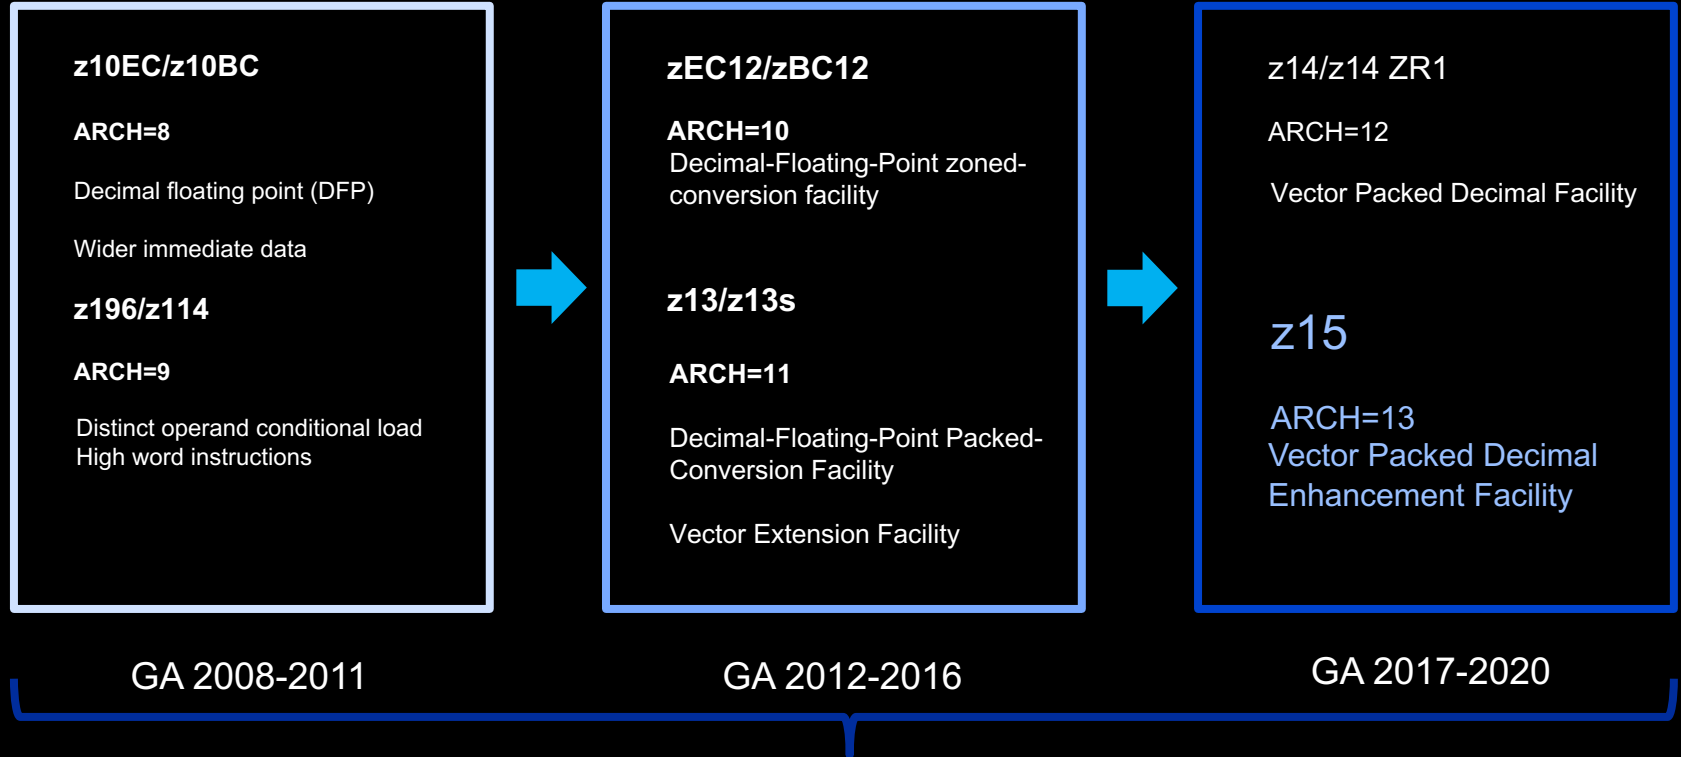 z10EC/z10BC
ARCH=8
Decimal floating point (DFP)
Wider immediate data
z196/z114
ARCH=9
Distinct operand conditional load
High word instructions
GA 2008-2011
zEC12/zBC12
ARCH=10
Decimal-Floating-Point zoned-
conversion facility
z13/z13s
ARCH=11
Decimal-Floating-Point Packed-
Conversion Facility
Vector Extension Facility
GA 2012-2016
z14/z14 ZR1
ARCH=12
Vector Packed Decimal Facility
z15
ARCH=13
Vector Packed Decimal
Enhancement Facility
GA 2017-2020